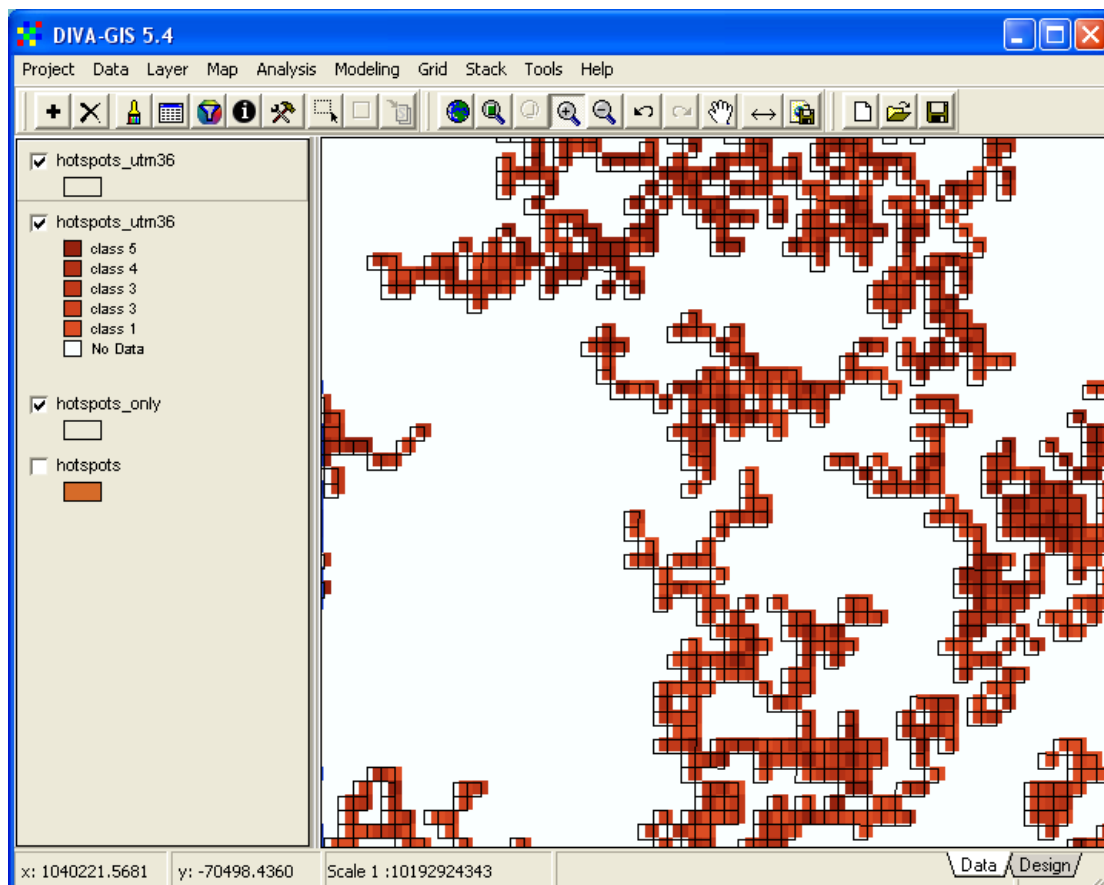 DIVA-GIS 5.4
Project Data Layer Map Analysis Modeling Grid Stack Tools Help
hotspots_utm36
hotspots_utm36
class 5
class 4
class 3
class 3
class 1
No Data
hotspots_only
hotspots
x: 1040221.5681 y: -70498.4360 Scale 1 :10192924343 Data Design